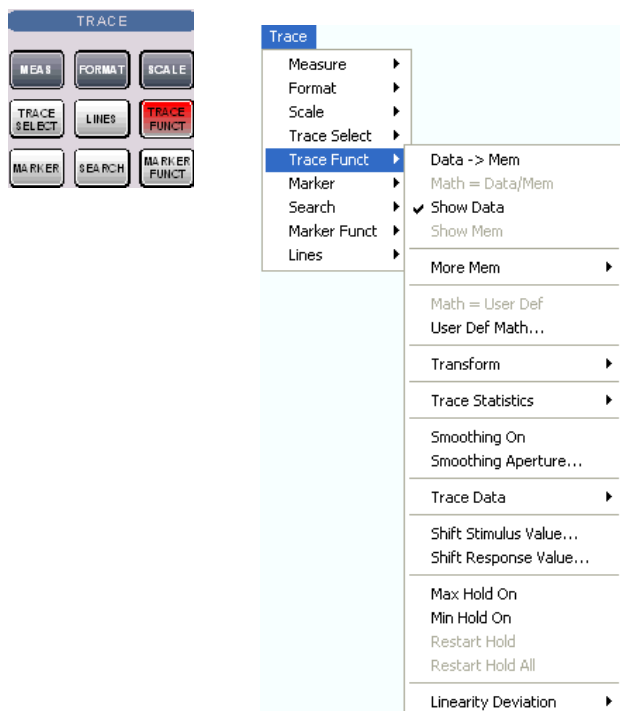 TRACE
MEAS FORMAT SCALE
TRACE SELECT LINES TRACE FUNCT
MARKER SEARCH MARKER FUNCT
Trace
Measure
Format
Scale
Trace Select
Trace Funct
Marker
Search
Marker Funct
Lines
Data -> Mem
Math = Data/Mem
Show Data
Show Mem
More Mem
Math = User Def
User Def Math...
Transform
Trace Statistics
Smoothing On
Smoothing Aperture...
Trace Data
Shift Stimulus Value...
Shift Response Value...
Max Hold On
Min Hold On
Restart Hold
Restart Hold All
Linearity Deviation